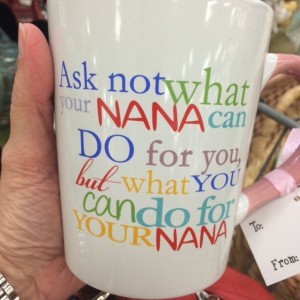 Ask not what
your NANA can
DO for you,
but what YOU
can do for
YOUR NANA
To:
From: